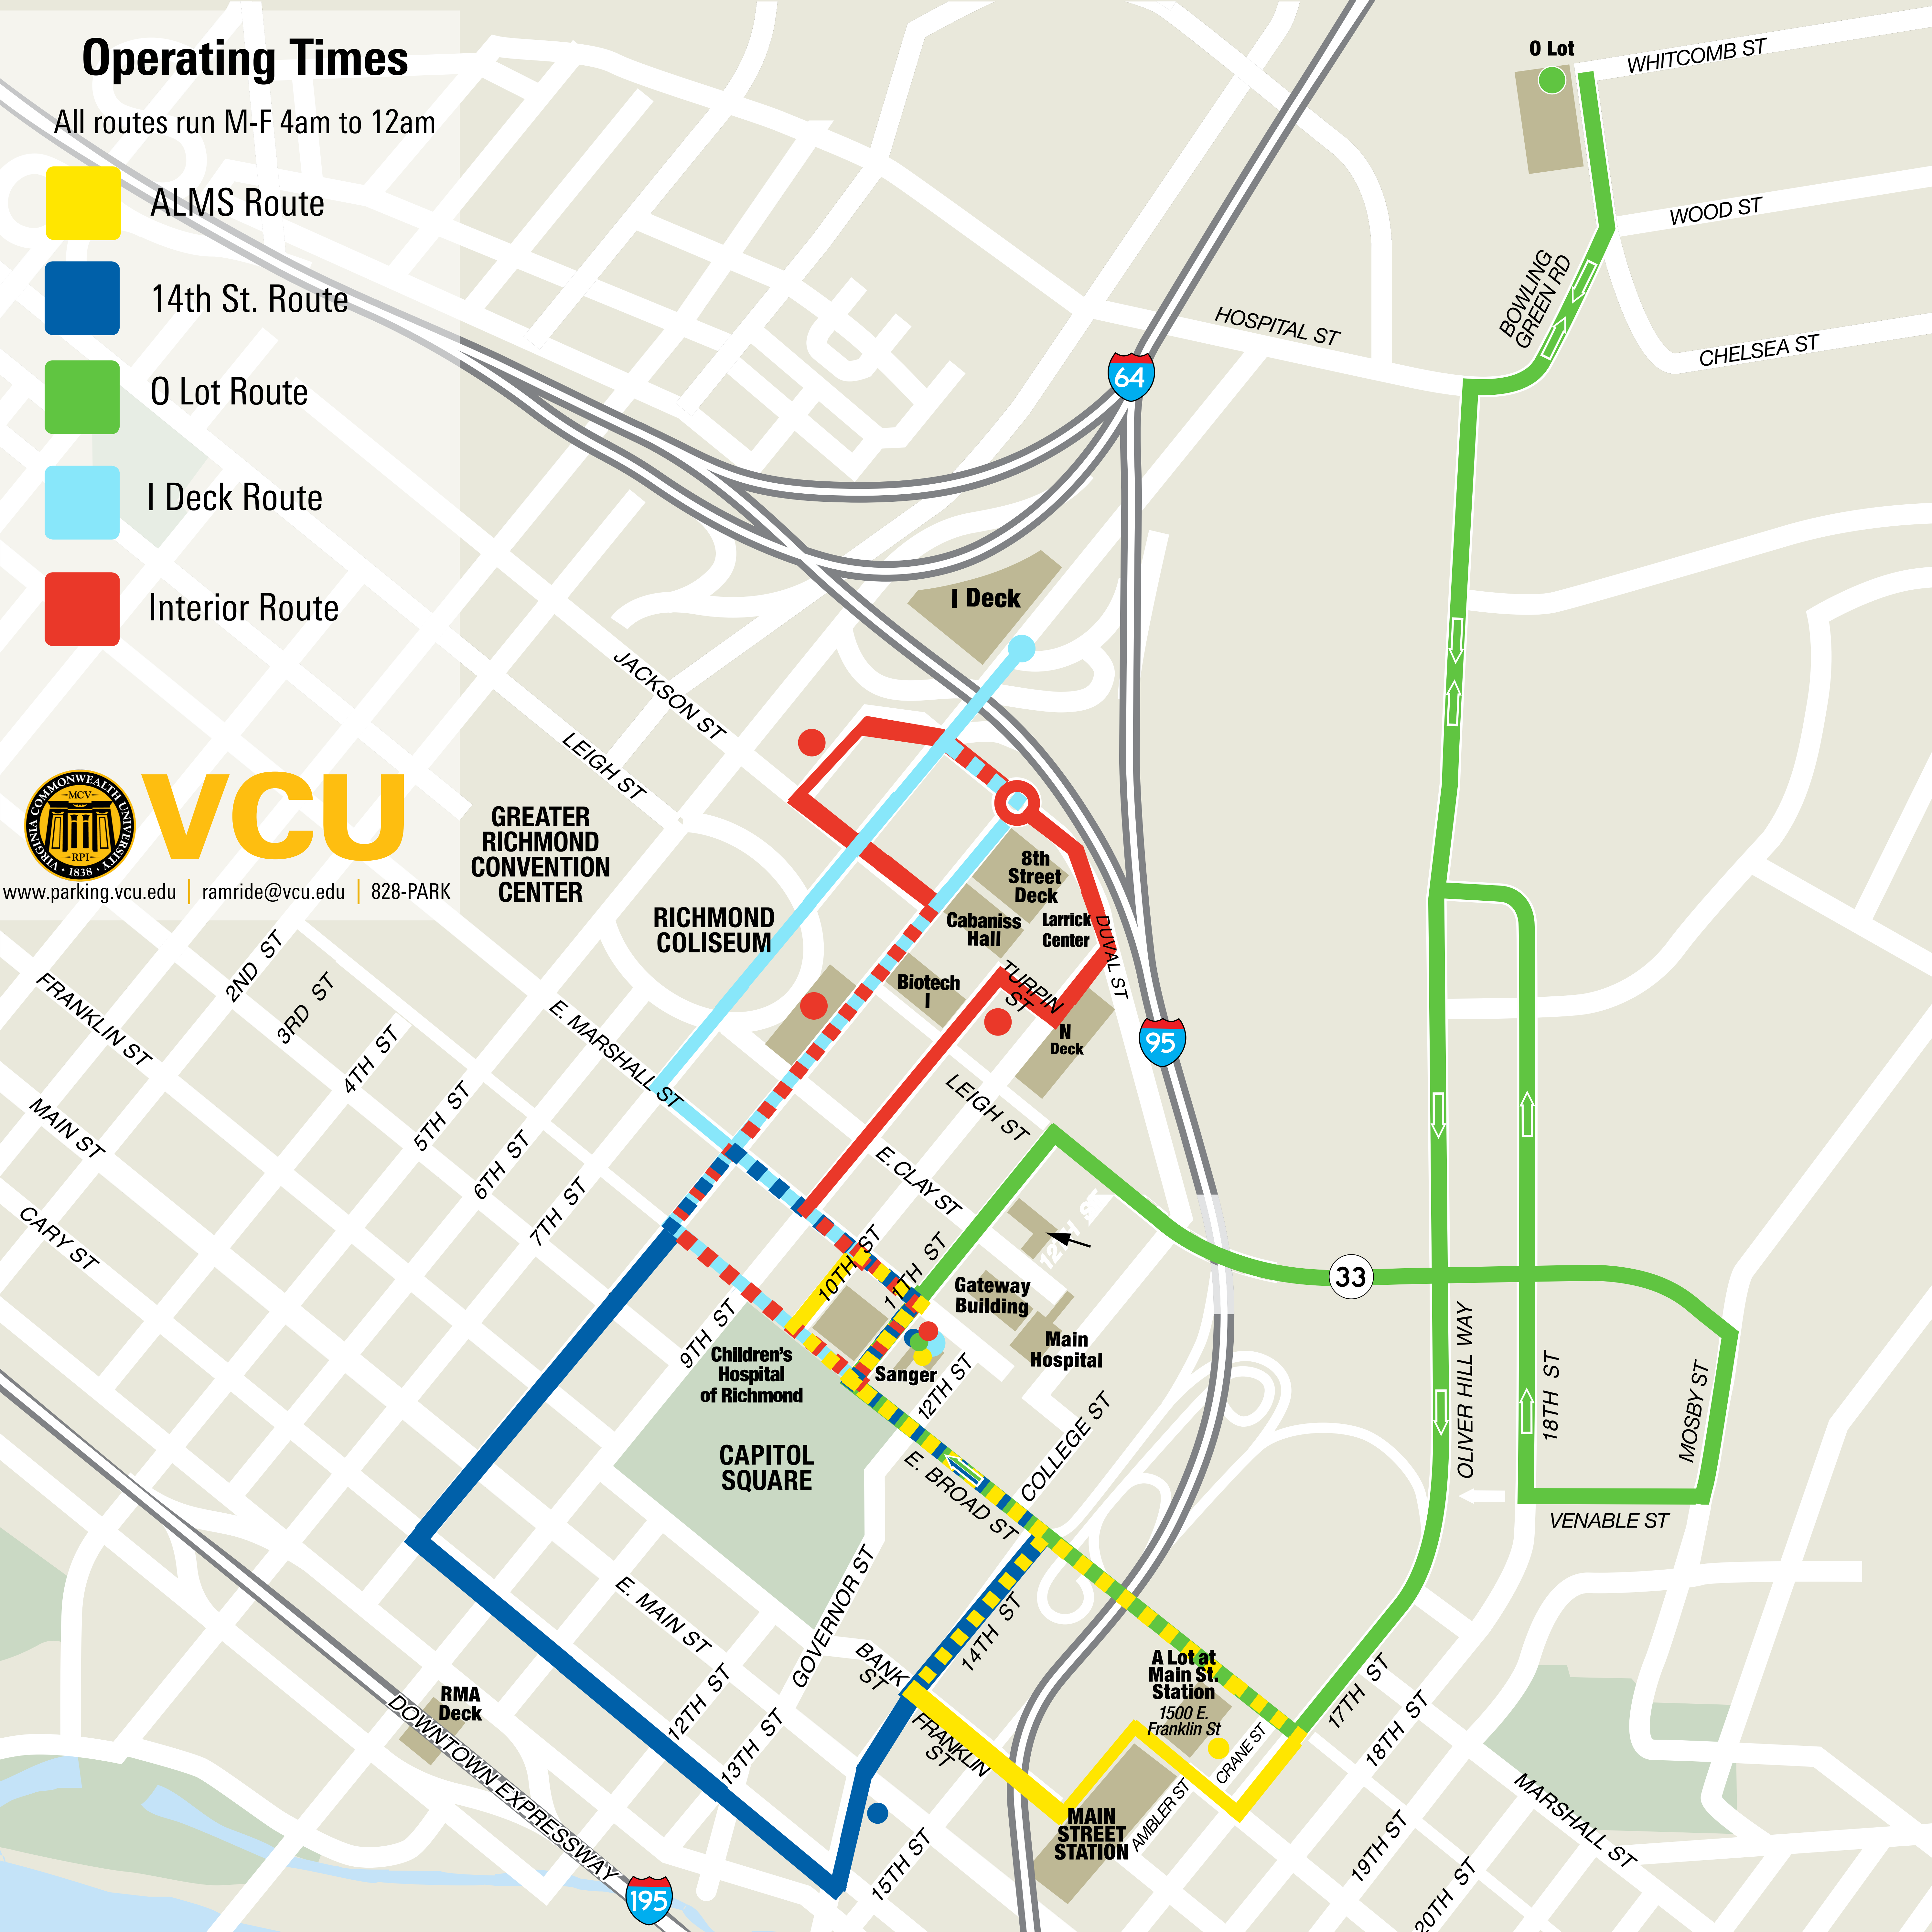 Operating Times
All routes run M-F 4am to 12am
ALMS Route
14th St. Route
O Lot Route
I Deck Route
Interior Route
VIRGINIA COMMONWEALTH UNIVERSITY
MCV
RPI
· 1838 ·
VCU
www.parking.vcu.edu | ramride@vcu.edu | 828-PARK
O Lot
WHITCOMB ST
WOOD ST
BOWLING
GREEN RD
CHELSEA ST
HOSPITAL ST
64
I Deck
JACKSON ST
LEIGH ST
GREATER
RICHMOND
CONVENTION
CENTER
RICHMOND
COLISEUM
8th
Street
Deck
Cabaniss
Hall
Larrick
Center
DUVAL ST
Biotech
I
TURPIN
ST
N
Deck
95
2ND ST
3RD ST
4TH ST
5TH ST
6TH ST
7TH ST
FRANKLIN ST
MAIN ST
CARY ST
E. MARSHALL ST
LEIGH ST
E. CLAY ST
12TH ST
10TH ST
11TH ST
9TH ST
Gateway
Building
Main
Hospital
33
Children's
Hospital
of Richmond
Sanger
12TH ST
COLLEGE ST
CAPITOL
SQUARE
E. BROAD ST
OLIVER HILL WAY
18TH ST
MOSBY ST
VENABLE ST
E. MAIN ST
GOVERNOR ST
BANK
ST
14TH ST
A Lot at
Main St.
Station
1500 E.
Franklin St
RMA
Deck
DOWNTOWN EXPRESSWAY
12TH ST
13TH ST
FRANKLIN
ST
CRANE ST
17TH ST
18TH ST
MAIN
STREET
STATION
AMBLER ST
MARSHALL ST
15TH ST
19TH ST
20TH ST
195